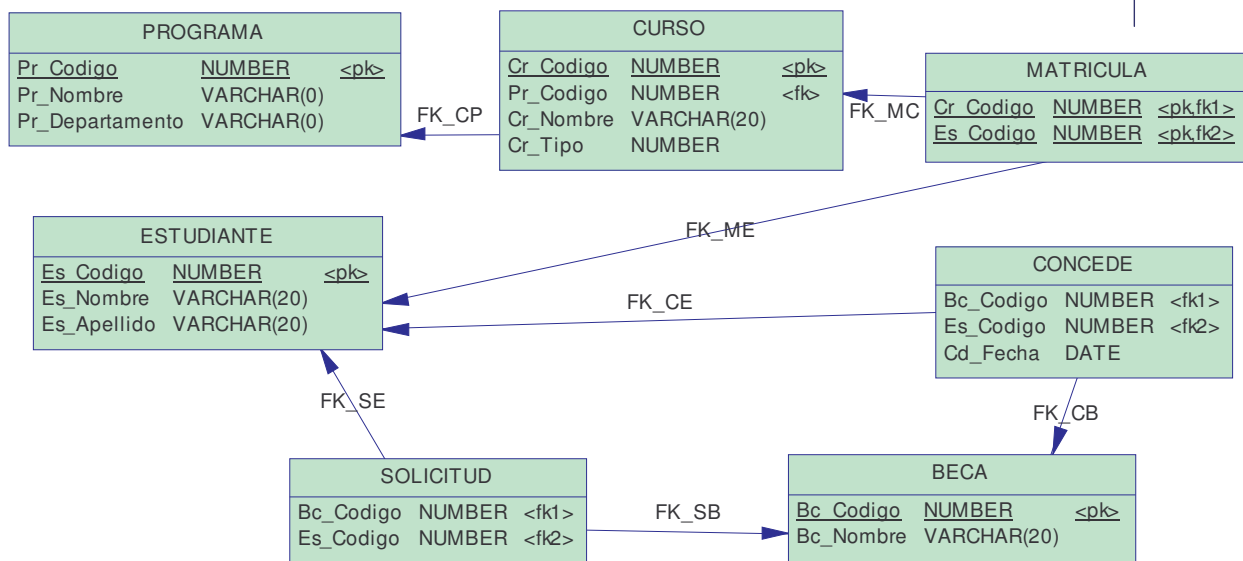 PROGRAMA
Pr_Codigo NUMBER <pk>
Pr_Nombre VARCHAR(0)
Pr_Departamento VARCHAR(0)
FK_CP
CURSO
Cr_Codigo NUMBER <pk>
Pr_Codigo NUMBER <fk>
Cr_Nombre VARCHAR(20)
Cr_Tipo NUMBER
FK_MC
MATRICULA
Cr_Codigo NUMBER <pk,fk1>
Es_Codigo NUMBER <pk,fk2>
FK_ME
ESTUDIANTE
Es_Codigo NUMBER <pk>
Es_Nombre VARCHAR(20)
Es_Apellido VARCHAR(20)
FK_CE
CONCEDE
Bc_Codigo NUMBER <fk1>
Es_Codigo NUMBER <fk2>
Cd_Fecha DATE
FK_SE
FK_CB
SOLICITUD
Bc_Codigo NUMBER <fk1>
Es_Codigo NUMBER <fk2>
FK_SB
BECA
Bc_Codigo NUMBER <pk>
Bc_Nombre VARCHAR(20)